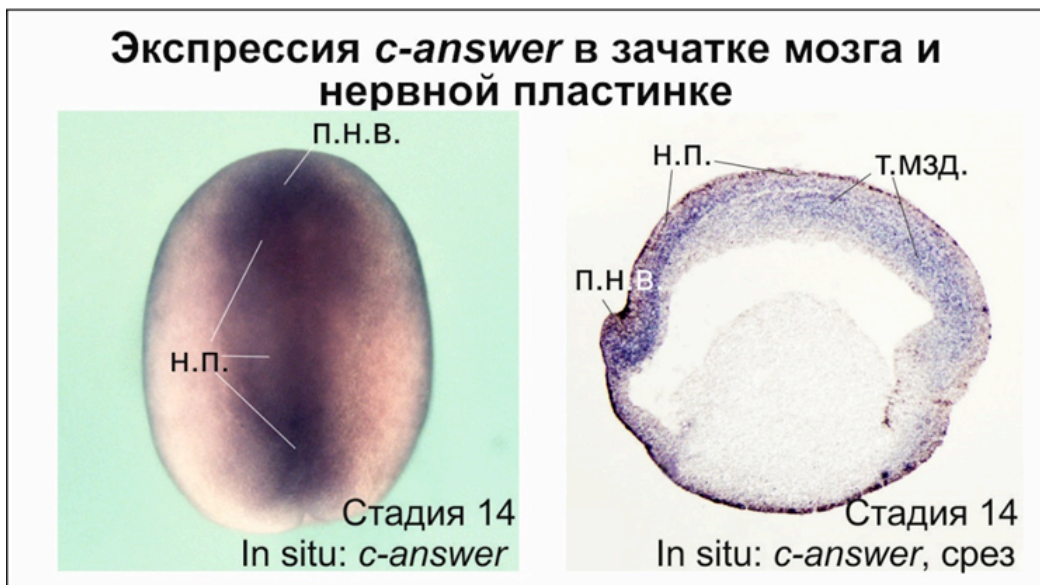 Экспрессия c-answer в зачатке мозга и
нервной пластинке
п.н.в.
н.п.
Стадия 14
In situ: c-answer
н.п.
т.мзд.
п.н.в.
Стадия 14
In situ: c-answer, срез